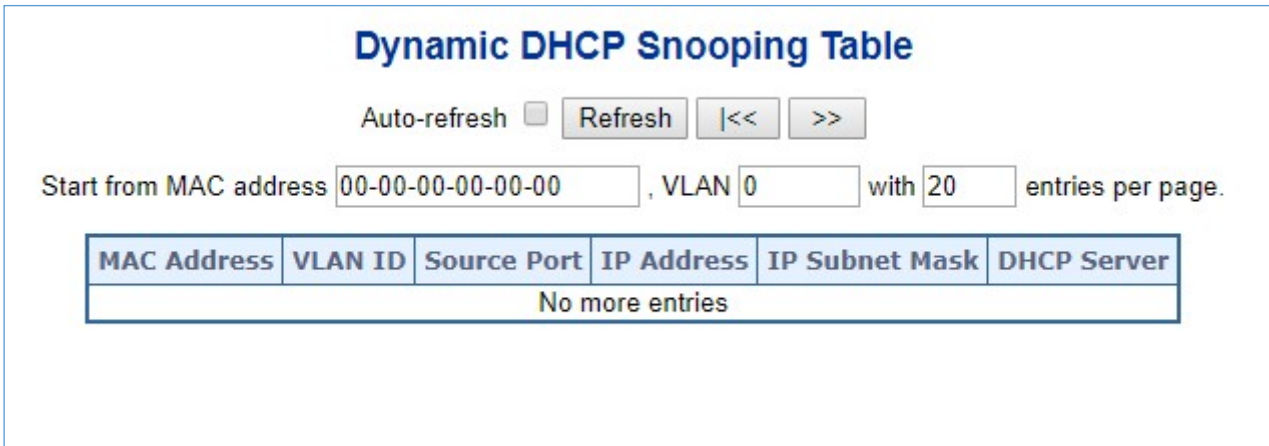 Dynamic DHCP Snooping Table
Auto-refresh Refresh |<< >>
Start from MAC address 00-00-00-00-00-00 , VLAN 0 with 20 entries per page.
MAC Address VLAN ID Source Port IP Address IP Subnet Mask DHCP Server
No more entries